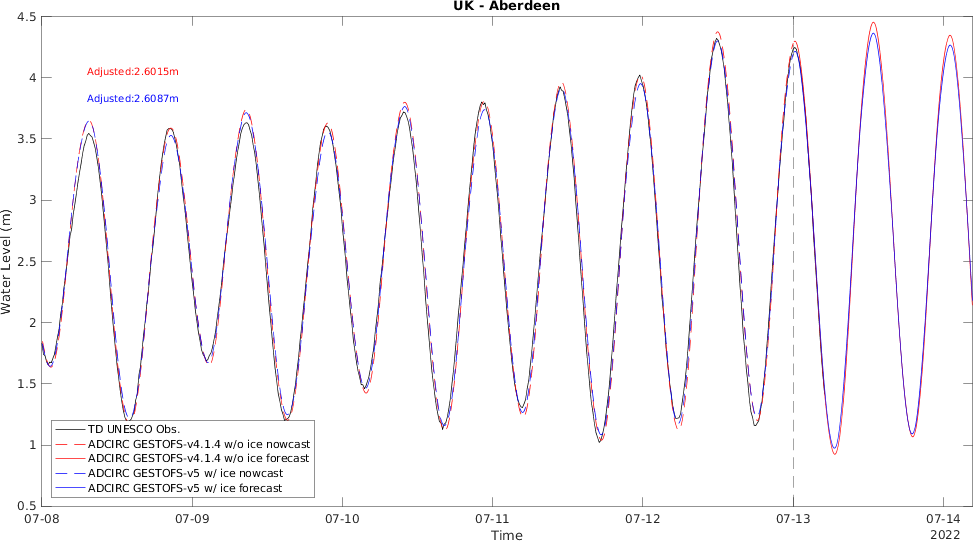 UK - Aberdeen
4.5
4
3.5
3
2.5
2
1.5
1
0.5
Water Level (m)
Adjusted:2.6015m
Adjusted:2.6087m
TD UNESCO Obs.
ADCIRC GESTOFS-v4.1.4 w/o ice nowcast
ADCIRC GESTOFS-v4.1.4 w/o ice forecast
ADCIRC GESTOFS-v5 w/ ice nowcast
ADCIRC GESTOFS-v5 w/ ice forecast
07-08 07-09 07-10 07-11 07-12 07-13 07-14
Time
2022